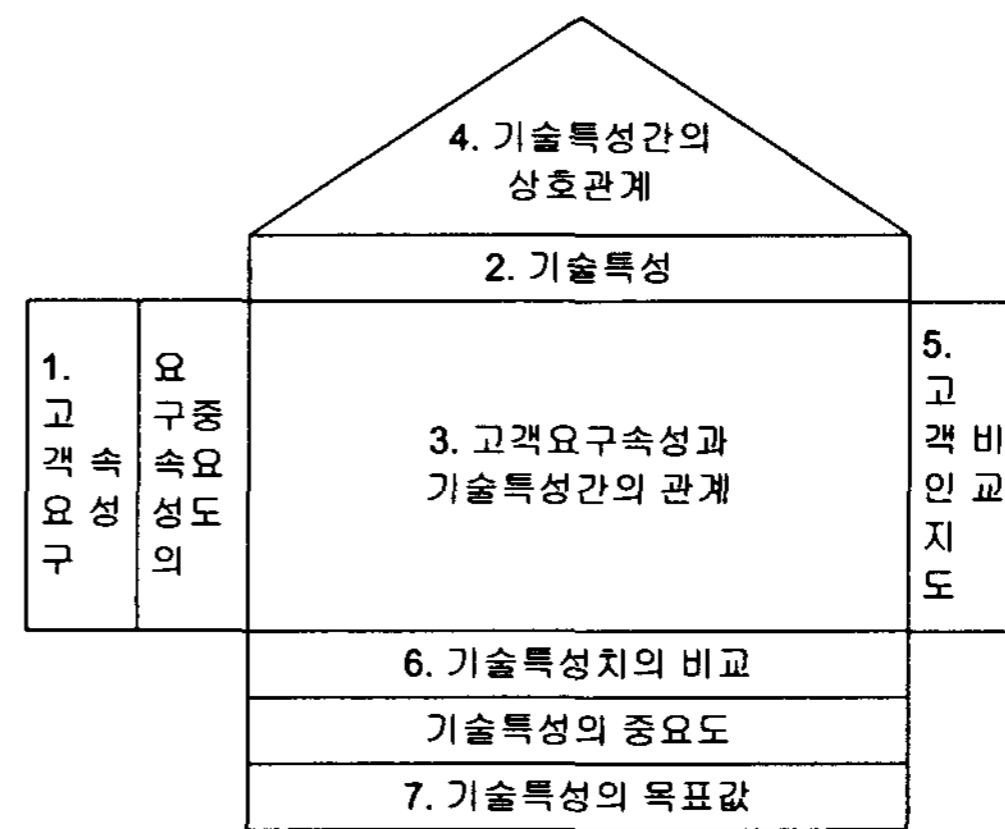 4. 기술특성간의
상호관계
2. 기술특성
1.
고
객 속
요 성
구
요
구중
속요
성도
의
3. 고객요구속성과
기술특성간의 관계
5.
고
객 비
인 교
지
도
6. 기술특성치의 비교
기술특성의 중요도
7. 기술특성의 목표값